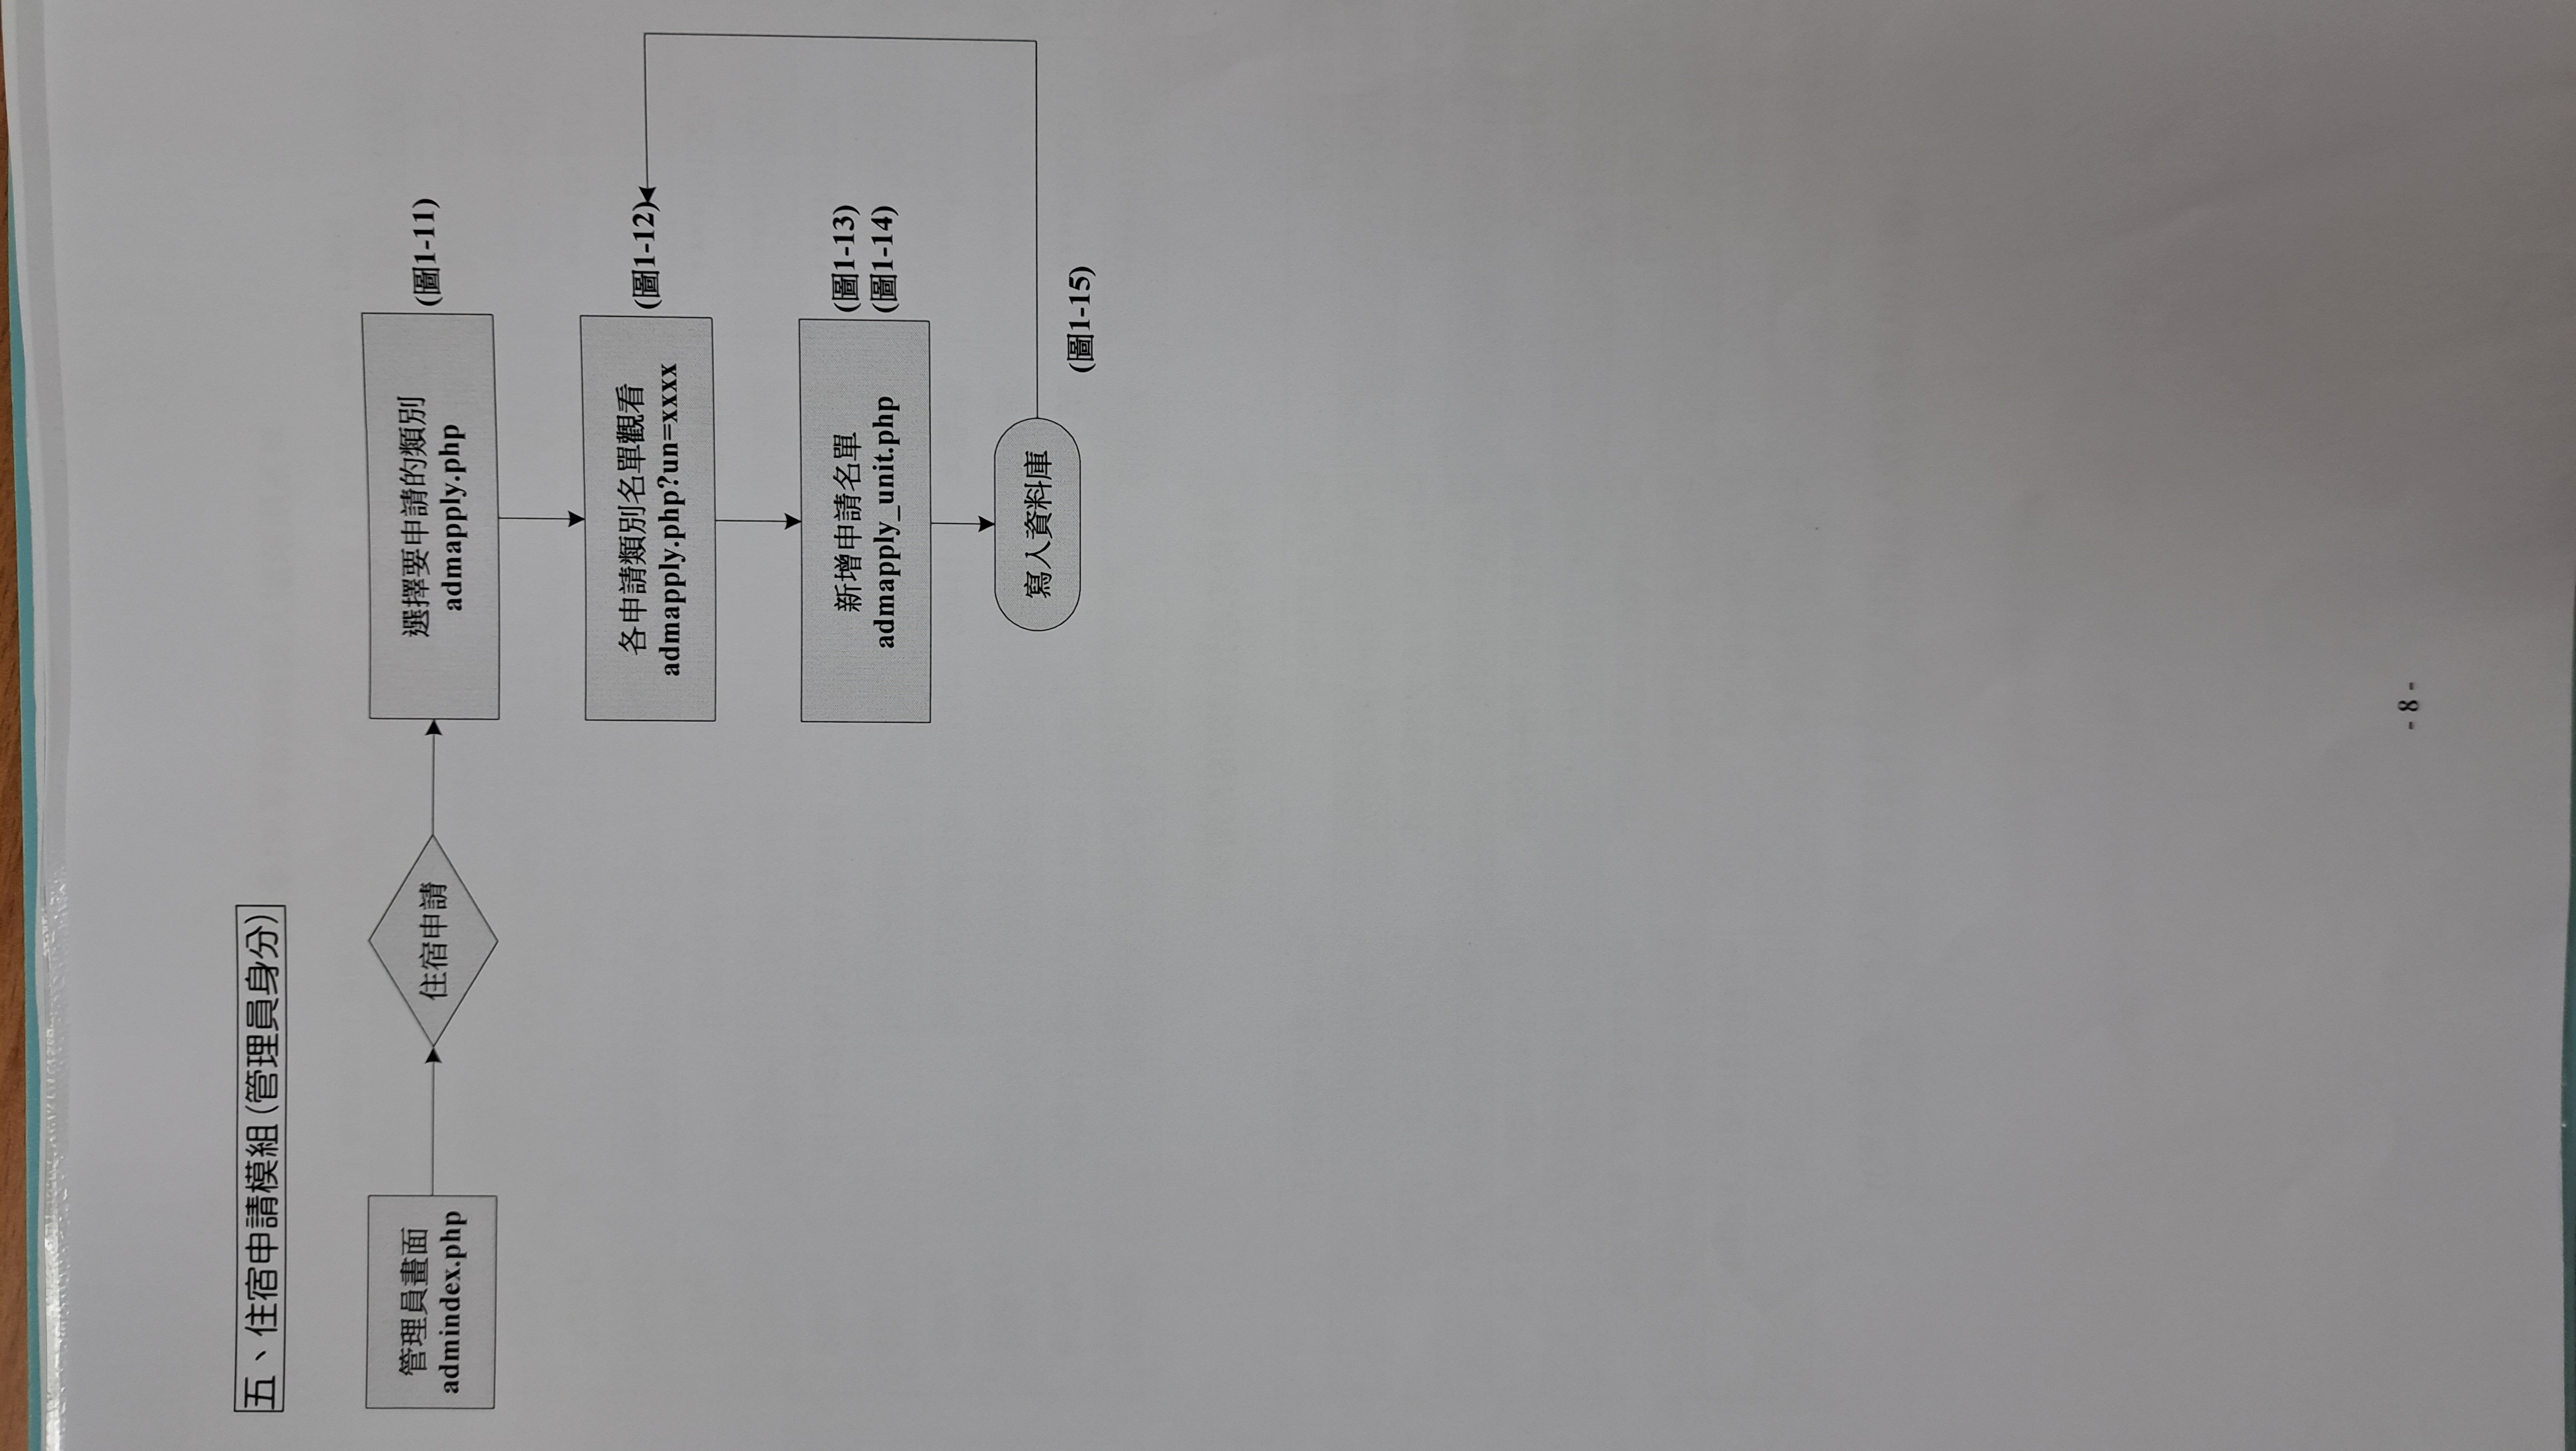 五、住宿申請模組(管理員身分)
管理員畫面
admindex.php
住宿申請
選擇要申請的類別
admapply.php
(圖1-11)
各申請類別名單觀看
admapply.php?un=xxxx
(圖1-12)
新增申請名單
admapply_unit.php
(圖1-13)
(圖1-14)
寫入資料庫
(圖1-15)
- 8 -